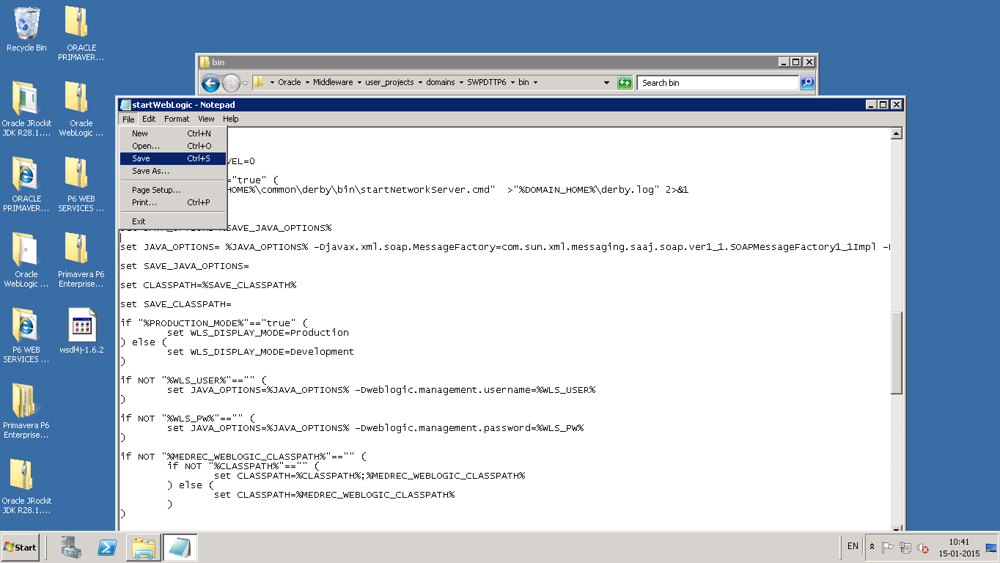 Recycle Bin
ORACLE
PRIMAVER...
Oracle JRockit
JDK R28.1....
Oracle
WebLogic ...
ORACLE
PRIMAVER...
P6 WEB
SERVICES ...
Oracle
WebLogic ...
Primavera P6
Enterprise...
P6 WEB
SERVICES ...
wsdl4j-1.6.2
Primavera P6
Enterprise...
Oracle JRockit
JDK R28.1....
bin
Oracle Middleware user_projects domains SWPDTTP6 bin
Search bin
startWebLogic - Notepad
File Edit Format View Help
New Ctrl+N
Open... Ctrl+O
Save Ctrl+S
Save As...
Page Setup...
Print... Ctrl+P
Exit
VEL=0
="true" (
HOME%\common\derby\bin\startNetworkServer.cmd"  >"%DOMAIN_HOME%\derby.log" 2>&1
%SAVE_JAVA_OPTIONS%
set JAVA_OPTIONS= %JAVA_OPTIONS% -Djavax.xml.soap.MessageFactory=com.sun.xml.messaging.saaj.soap.ver1_1.SOAPMessageFactory1_1Impl
set SAVE_JAVA_OPTIONS=
set CLASSPATH=%SAVE_CLASSPATH%
set SAVE_CLASSPATH=
if "%PRODUCTION_MODE%"=="true" (
set WLS_DISPLAY_MODE=Production
) else (
set WLS_DISPLAY_MODE=Development
)
if NOT "%WLS_USER%"=="" (
set JAVA_OPTIONS=%JAVA_OPTIONS% -Dweblogic.management.username=%WLS_USER%
)
if NOT "%WLS_PW%"=="" (
set JAVA_OPTIONS=%JAVA_OPTIONS% -Dweblogic.management.password=%WLS_PW%
)
if NOT "%MEDREC_WEBLOGIC_CLASSPATH%"=="" (
if NOT "%CLASSPATH%"=="" (
set CLASSPATH=%CLASSPATH%;%MEDREC_WEBLOGIC_CLASSPATH%
) else (
set CLASSPATH=%MEDREC_WEBLOGIC_CLASSPATH%
)
)
Start
EN
10:41
15-01-2015